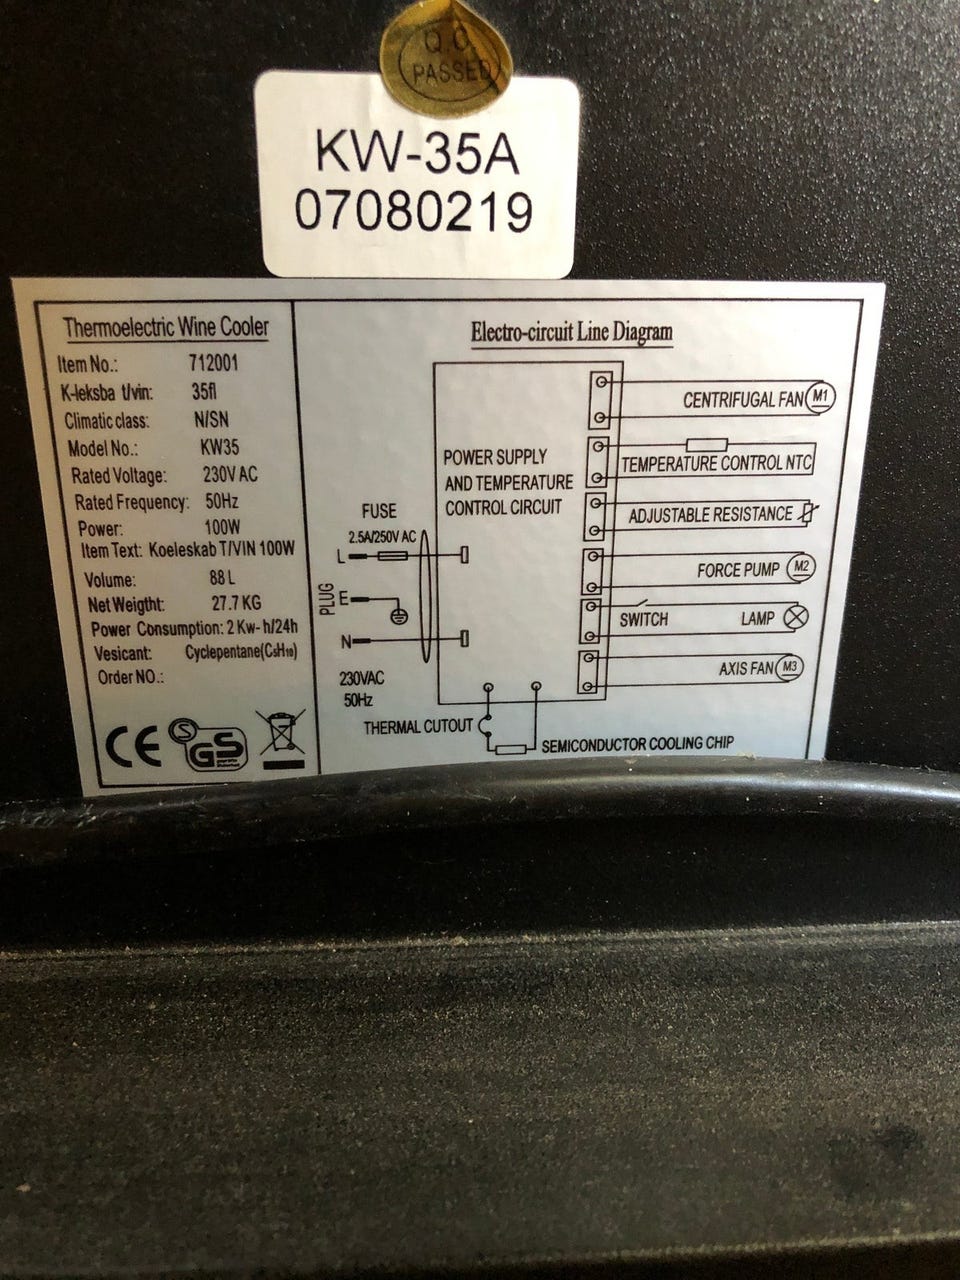 Q.C
PASSED
KW-35A
07080219
Thermoelectric Wine Cooler
Item No.: 712001
K-leksba t/vin: 35fl
Climatic class: N/SN
Model No.: KW35
Rated Voltage: 230V AC
Rated Frequency: 50Hz
Power: 100W
Item Text: Koeleskab T/VIN 100W
Volume: 88 L
Net Weigtht: 27.7 KG
Power Consumption: 2 Kw-h/24h
Vesicant: Cyclepentane(C5H10)
Order NO.:
CE
S
GS
Electro-circuit Line Diagram
POWER SUPPLY
AND TEMPERATURE
CONTROL CIRCUIT
CENTRIFUGAL FAN M1
TEMPERATURE CONTROL NTC
ADJUSTABLE RESISTANCE
FORCE PUMP M2
SWITCH LAMP
AXIS FAN M3
FUSE
2.5A/250V AC
L
PLUG
E
N
230VAC
50Hz
THERMAL CUTOUT
SEMICONDUCTOR COOLING CHIP